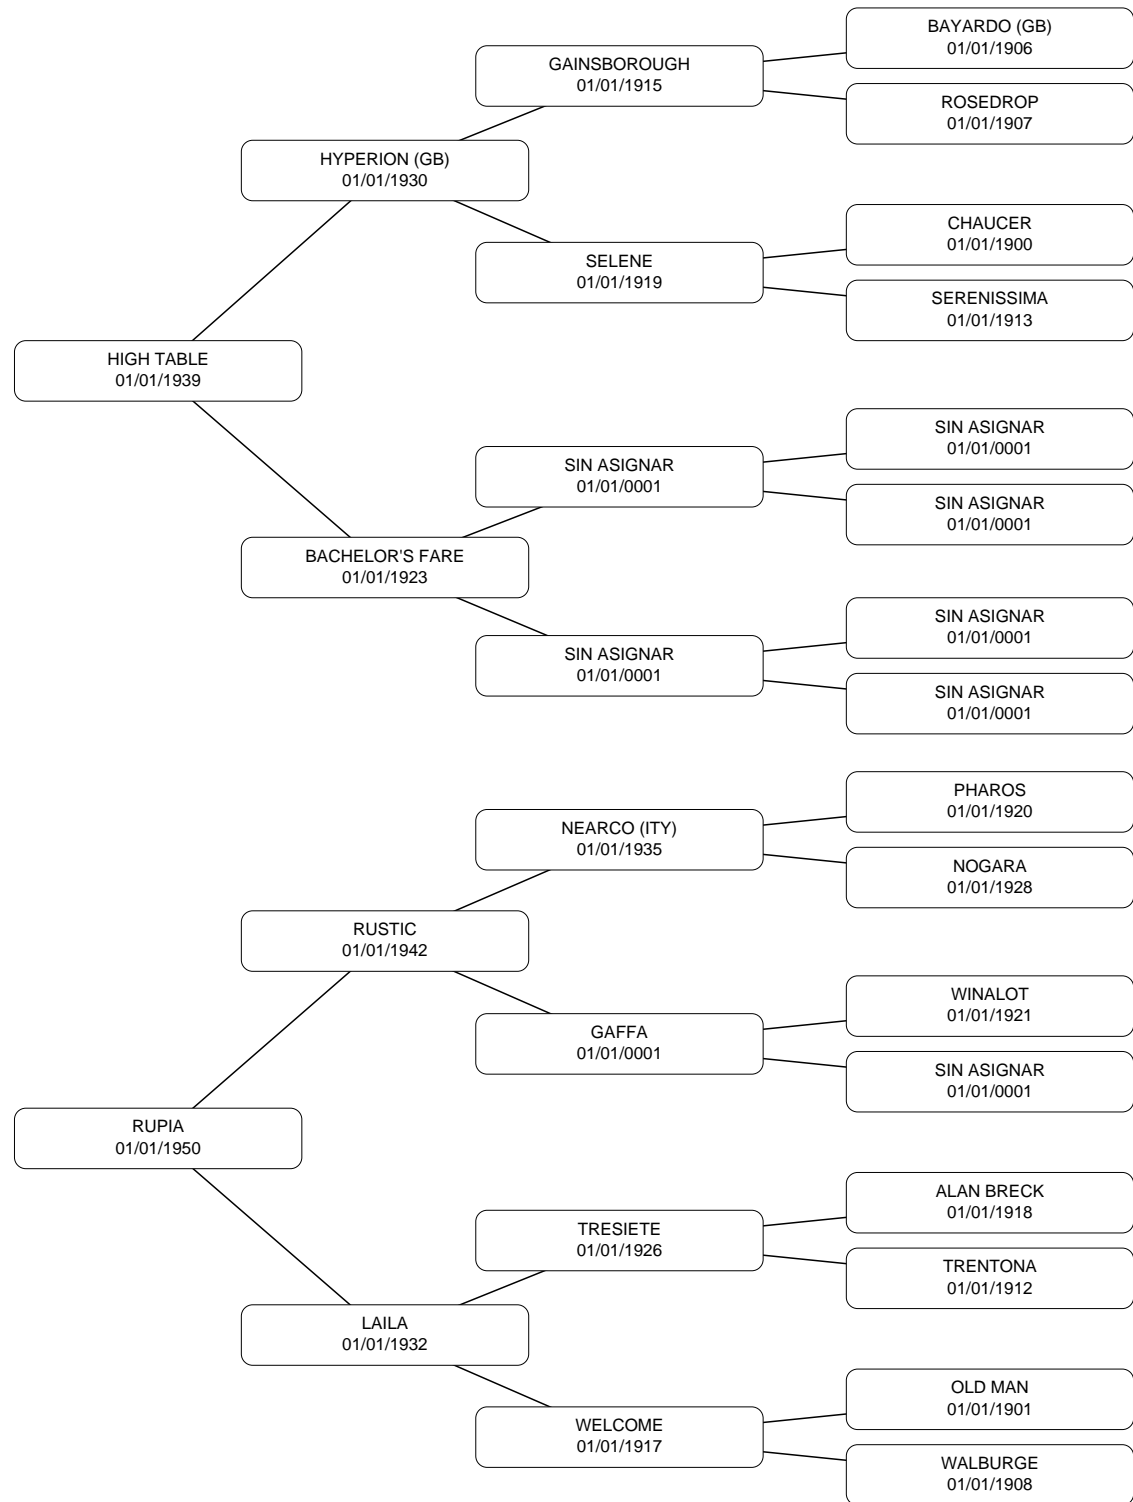 BAYARDO (GB)
01/01/1906
GAINSBOROUGH
01/01/1915
ROSEDROP
01/01/1907
HYPERION (GB)
01/01/1930
CHAUCER
01/01/1900
SELENE
01/01/1919
SERENISSIMA
01/01/1913
HIGH TABLE
01/01/1939
SIN ASIGNAR
01/01/0001
SIN ASIGNAR
01/01/0001
SIN ASIGNAR
01/01/0001
BACHELOR'S FARE
01/01/1923
SIN ASIGNAR
01/01/0001
SIN ASIGNAR
01/01/0001
SIN ASIGNAR
01/01/0001
PHAROS
01/01/1920
NEARCO (ITY)
01/01/1935
NOGARA
01/01/1928
RUSTIC
01/01/1942
WINALOT
01/01/1921
GAFFA
01/01/0001
SIN ASIGNAR
01/01/0001
RUPIA
01/01/1950
ALAN BRECK
01/01/1918
TRESIETE
01/01/1926
TRENTONA
01/01/1912
LAILA
01/01/1932
OLD MAN
01/01/1901
WELCOME
01/01/1917
WALBURGE
01/01/1908